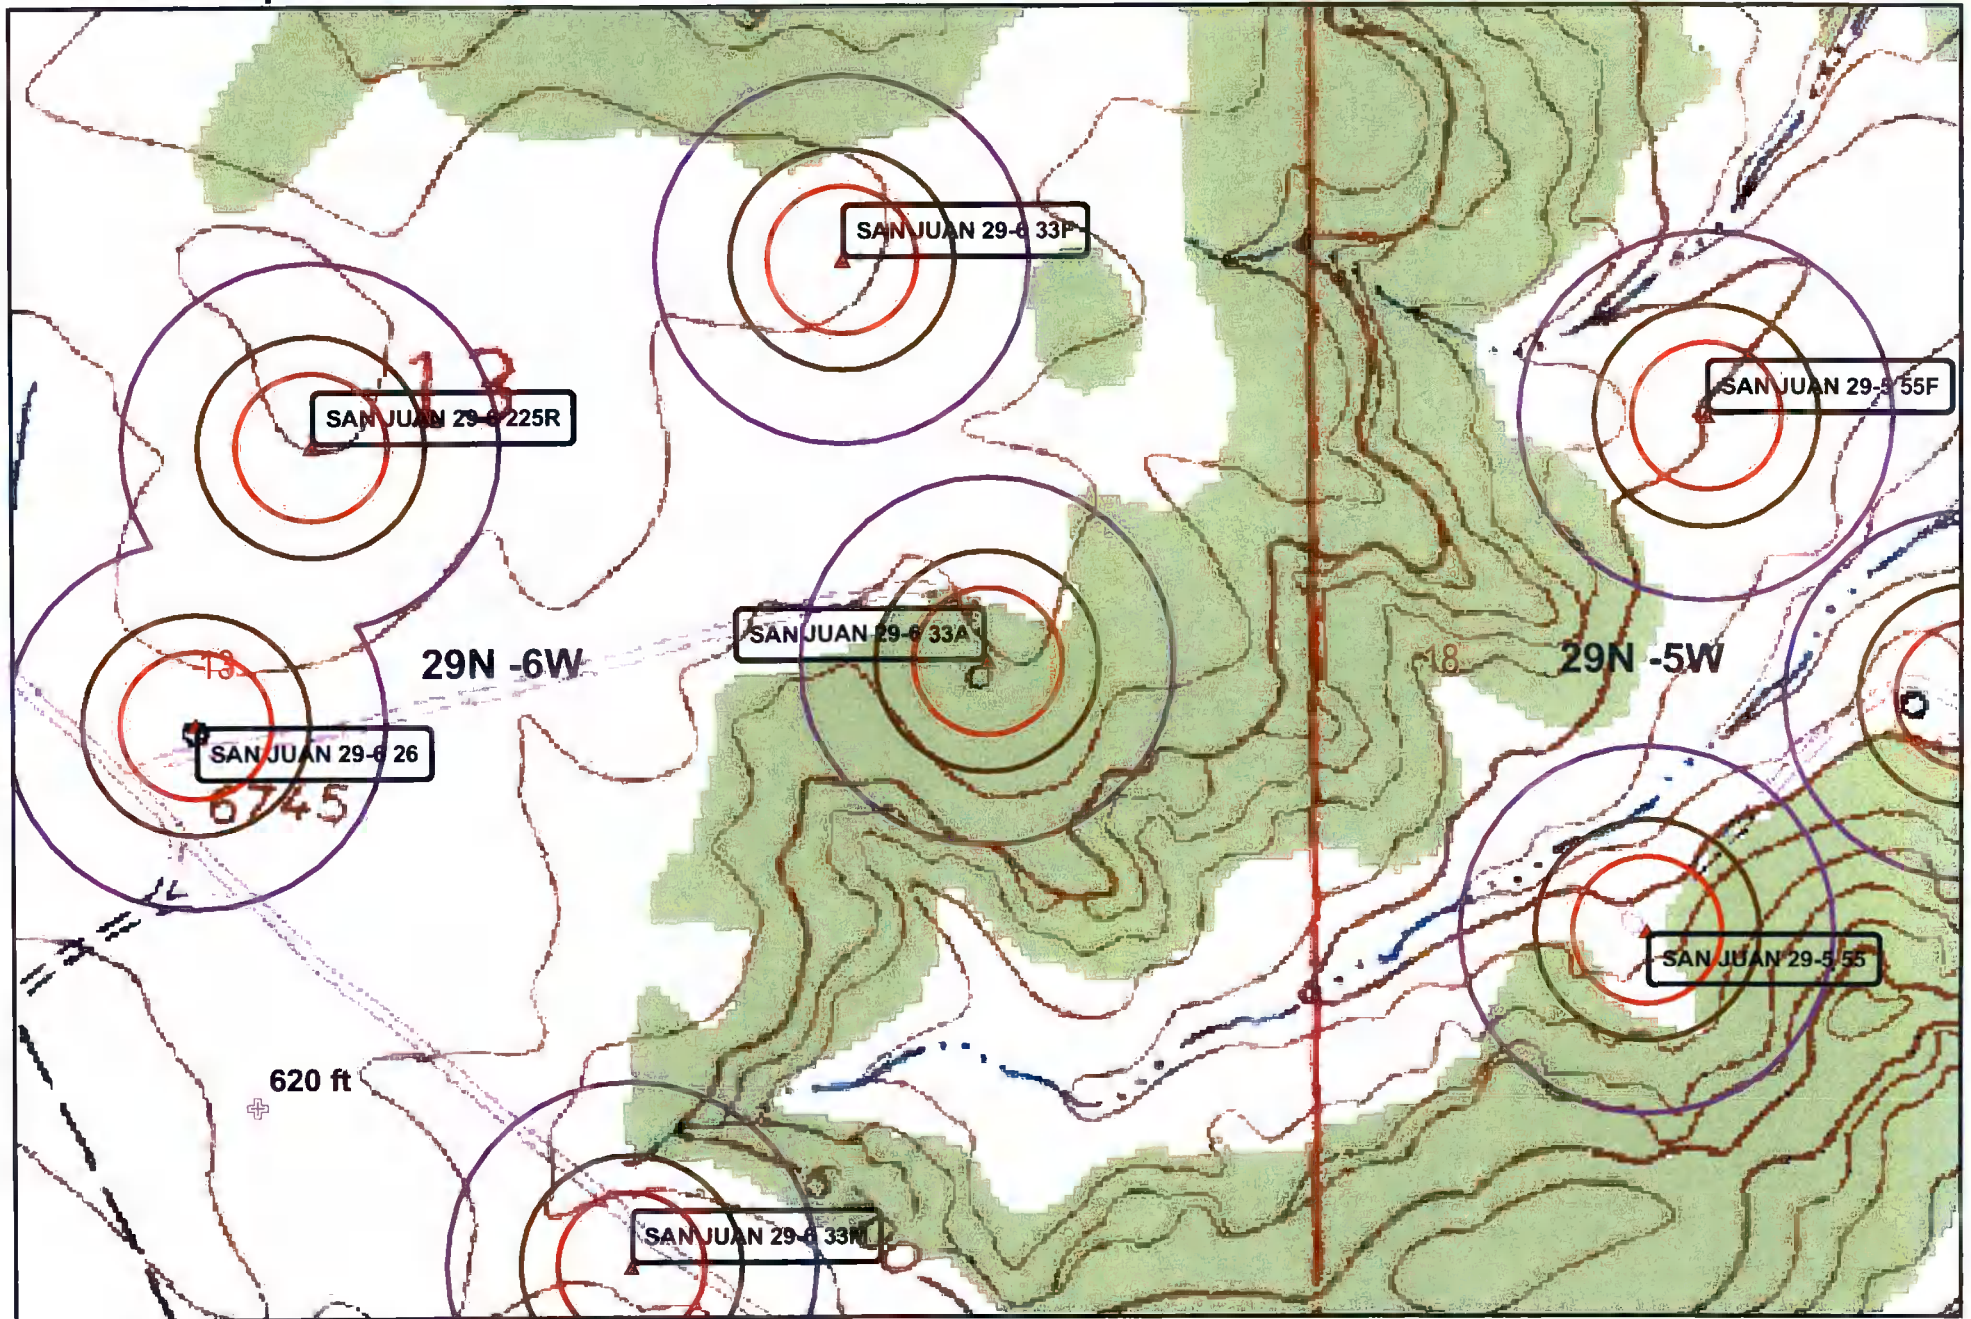 SAN JUAN 29-6 33F
SAN JUAN 29-5 55F
13
SAN JUAN 29-6 225R
SAN JUAN 29-6 33A
13
29N -6W
18
29N -5W
SAN JUAN 29-6 26
6745
SAN JUAN 29-5 55
620 ft
SAN JUAN 29-6 33M